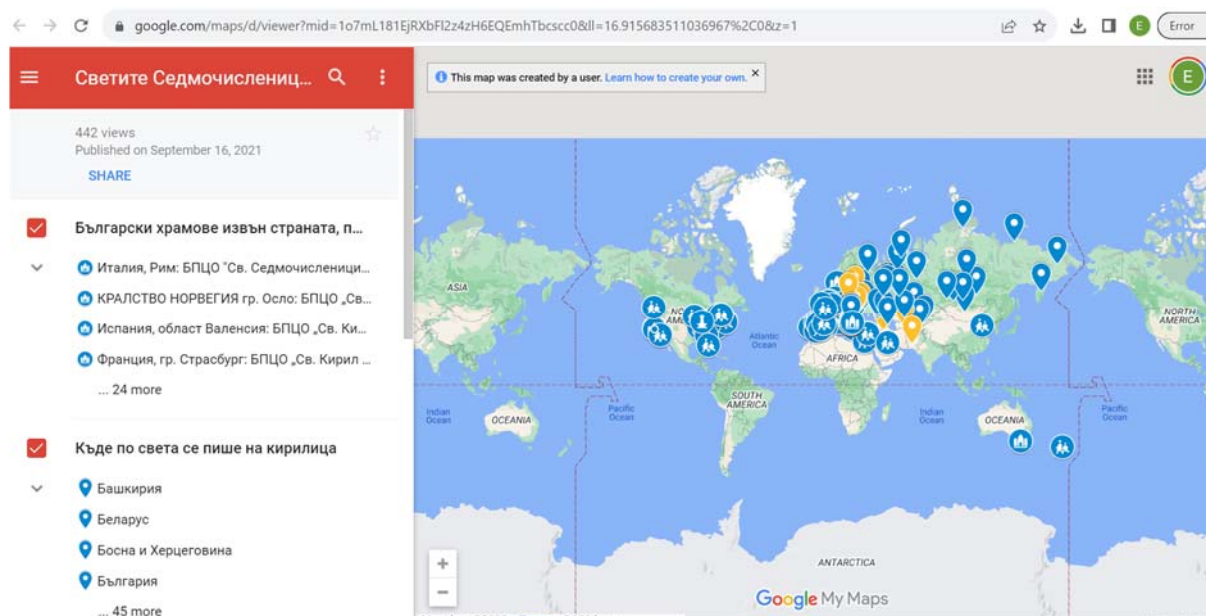 google.com/maps/d/viewer?mid=1o7mL181EjRXbFl2z4zH6EQEmhTbcscc0&ll=16.915683511036967%2C0&z=1
E
Error
Светите Седмочислениц...
This map was created by a user. Learn how to create your own.
E
442 views
Published on September 16, 2021
SHARE
Български храмове извън страната, п...
Италия, Рим: БПЦО "Св. Седмочисленици...
КРАЛСТВО НОРВЕГИЯ гр. Осло: БПЦО „Св...
Испания, област Валенсия: БПЦО „Св. Ки...
Франция, гр. Страсбург: БПЦО „Св. Кирил ...
... 24 more
Къде по света се пише на кирилица
Башкирия
Беларус
Босна и Херцеговина
България
... 45 more
ASIA
Atlantic
Ocean
AFRICA
NORTH
AMERICA
SOUTH
AMERICA
Indian
Ocean
OCEANIA
Pacific
Ocean
Indian
Ocean
OCEANIA
Pacific
Ocean
ANTARCTICA
Google My Maps